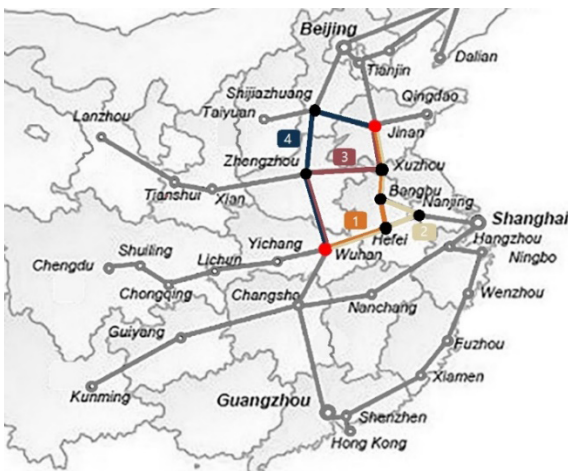 Beijing
Dalian
Tianjin
Shijiazhuang
Qingdao
Lanzhou
Taiyuan
Jinan
4
3
Zhengzhou
Xuzhou
Tianshui
Xian
Bangbu
Nanjing
1
Shanghai
2
Hefei
Yichang
Wuhan
Hangzhou
Shuiling
Lichun
Ningbo
Chengdu
Chongqing
Changsha
Wenzhou
Nanchang
Guiyang
Fuzhou
Xiamen
Kunming
Guangzhou
Shenzhen
Hong Kong